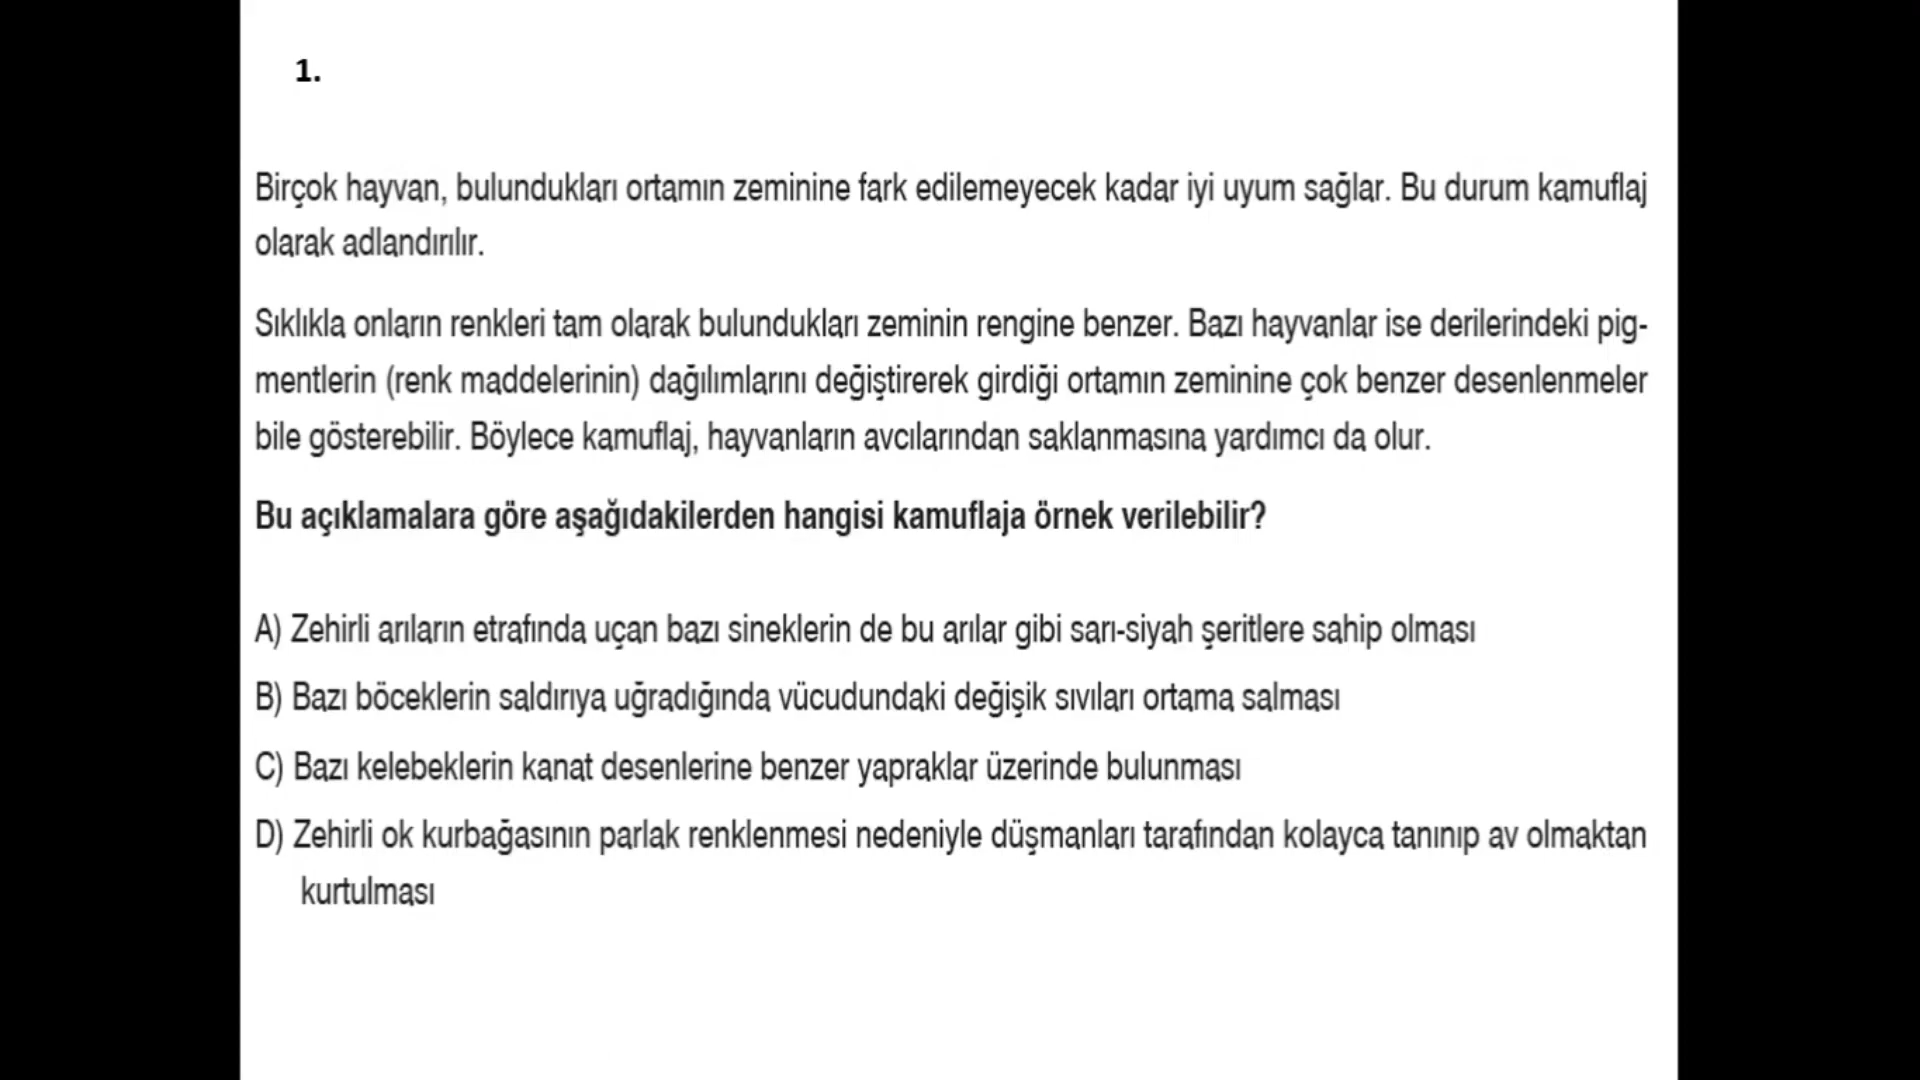 1.
Birçok hayvan, bulundukları ortamın zeminine fark edilemeyecek kadar iyi uyum sağlar. Bu durum kamuflaj
olarak adlandırılır.
Sıklıkla onların renkleri tam olarak bulundukları zeminin rengine benzer. Bazı hayvanlar ise derilerindeki pig-
mentlerin (renk maddelerinin) dağılımlarını değiştirerek girdiği ortamın zeminine çok benzer desenlenmeler
bile gösterebilir. Böylece kamuflaj, hayvanların avcılarından saklanmasına yardımcı da olur.
Bu açıklamalara göre aşağıdakilerden hangisi kamuflaja örnek verilebilir?
A) Zehirli arıların etrafında uçan bazı sineklerin de bu arılar gibi sarı-siyah şeritlere sahip olması
B) Bazı böceklerin saldırıya uğradığında vücudundaki değişik sıvıları ortama salması
C) Bazı kelebeklerin kanat desenlerine benzer yapraklar üzerinde bulunması
D) Zehirli ok kurbağasının parlak renklenmesi nedeniyle düşmanları tarafından kolayca tanınıp av olmaktan
kurtulması